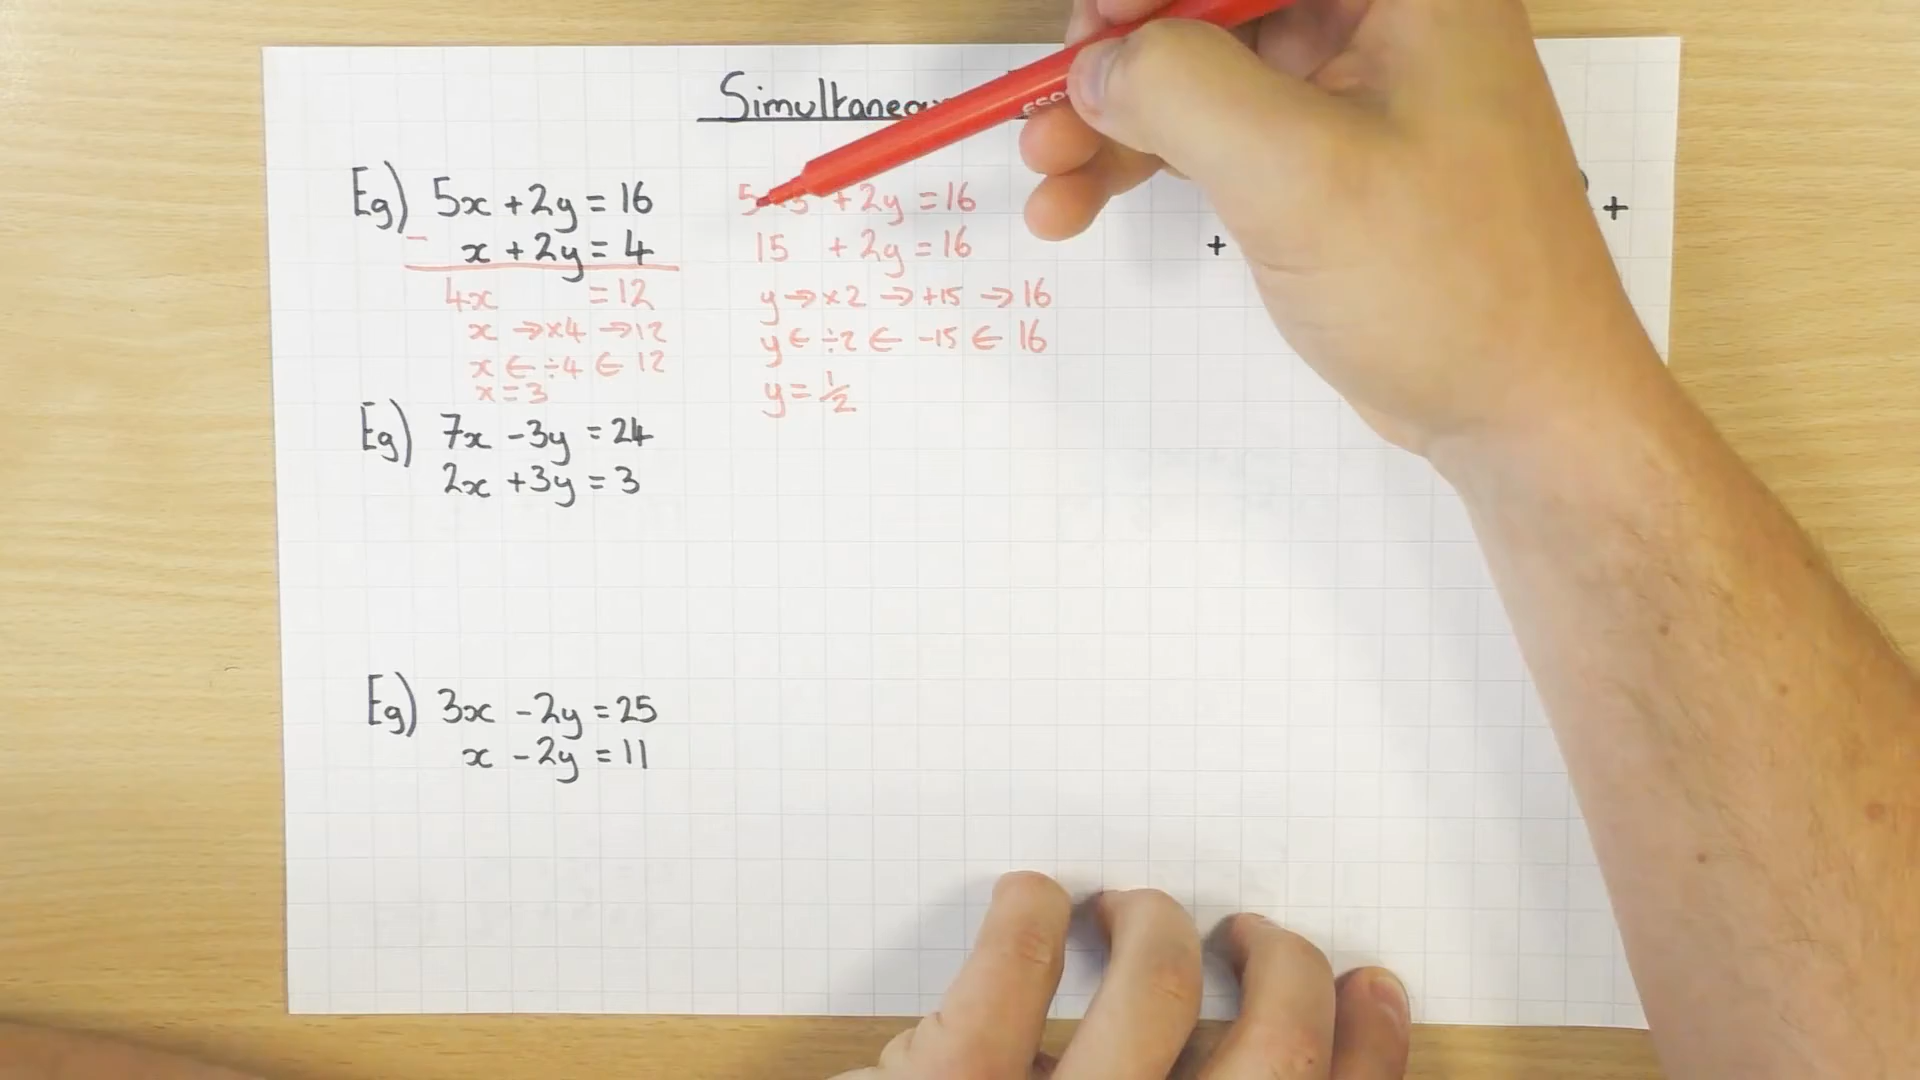 Simultaneou
Eg) 5x + 2y = 16
- x + 2y = 4
4x = 12
x → ×4 → 12
x ← ÷4 ← 12
x = 3
5 3 + 2y = 16
15 + 2y = 16
y → ×2 → +15 → 16
y ← ÷2 ← -15 ← 16
y = 1/2
+
+
Eg) 7x - 3y = 24
2x + 3y = 3
Eg) 3x - 2y = 25
x - 2y = 11